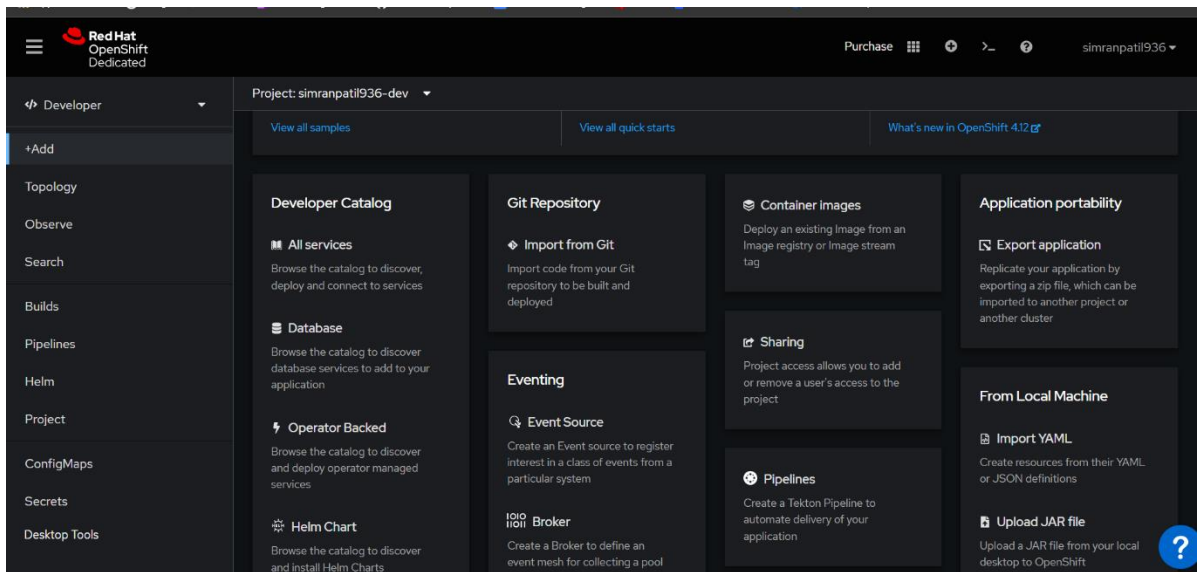 Red Hat
OpenShift
Dedicated
Purchase
simranpatil936
Developer
+Add
Topology
Observe
Search
Builds
Pipelines
Helm
Project
ConfigMaps
Secrets
Desktop Tools
Project: simranpatil936-dev
View all samples
View all quick starts
What's new in OpenShift 4.12
Developer Catalog
All services
Browse the catalog to discover,
deploy and connect to services
Database
Browse the catalog to discover
database services to add to your
application
Operator Backed
Browse the catalog to discover
and deploy operator managed
services
Helm Chart
Browse the catalog to discover
and install Helm Charts
Git Repository
Import from Git
Import code from your Git
repository to be built and
deployed
Eventing
Event Source
Create an Event source to register
interest in a class of events from a
particular system
Broker
Create a Broker to define an
event mesh for collecting a pool
Container images
Deploy an existing Image from an
Image registry or Image stream
tag
Sharing
Project access allows you to add
or remove a user's access to the
project
Pipelines
Create a Tekton Pipeline to
automate delivery of your
application
Application portability
Export application
Replicate your application by
exporting a zip file, which can be
imported to another project or
another cluster
From Local Machine
Import YAML
Create resources from their YAML
or JSON definitions
Upload JAR file
Upload a JAR file from your local
desktop to OpenShift